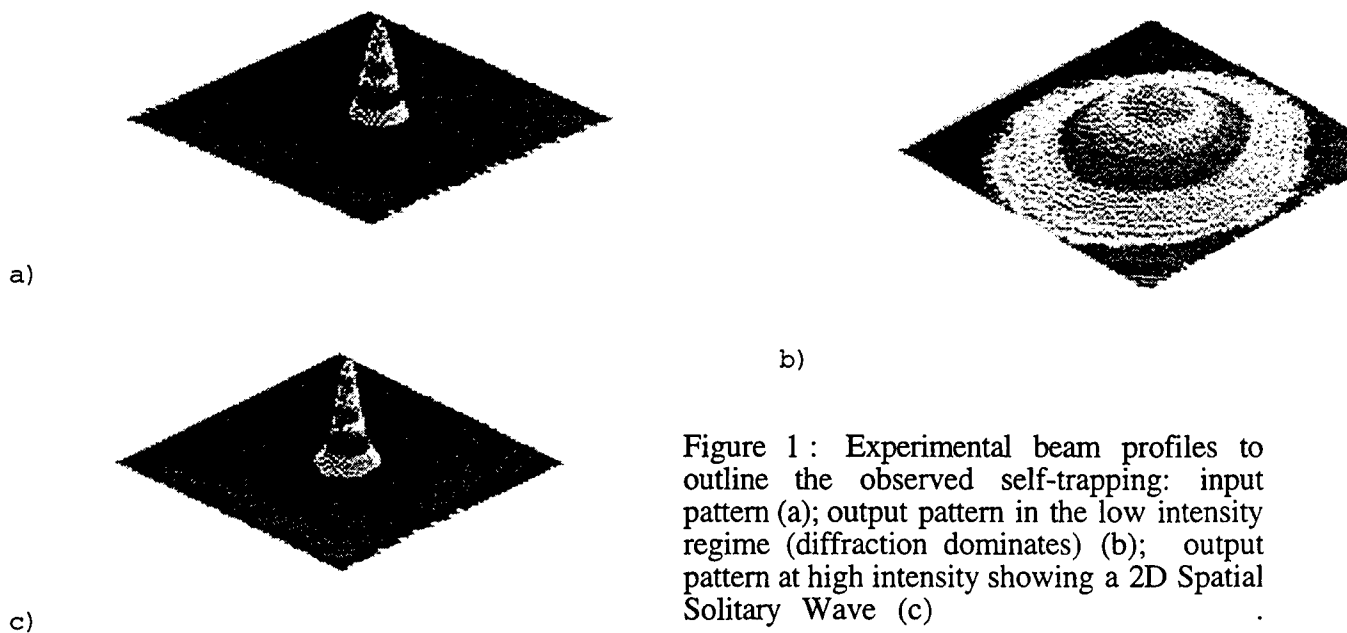 a)
b)
c)
Figure 1 : Experimental beam profiles to
outline the observed self-trapping: input
pattern (a); output pattern in the low intensity
regime (diffraction dominates) (b); output
pattern at high intensity showing a 2D Spatial
Solitary Wave (c) .